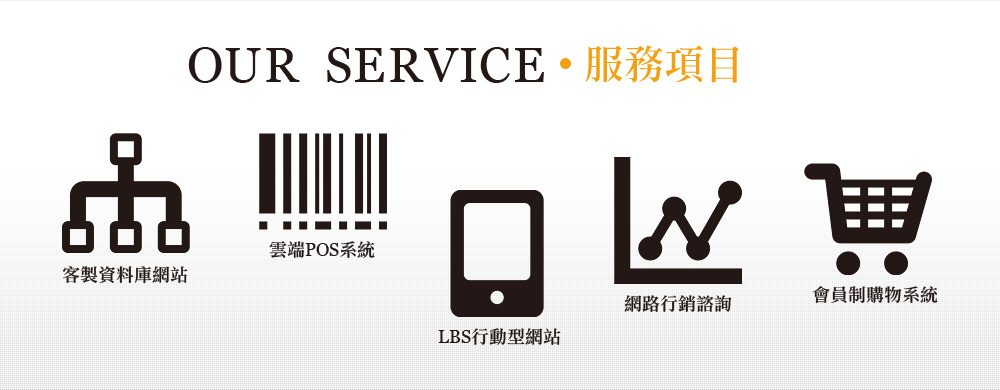 OUR SERVICE・服務項目
客製資料庫網站
雲端POS系統
LBS行動型網站
網路行銷諮詢
會員制購物系統